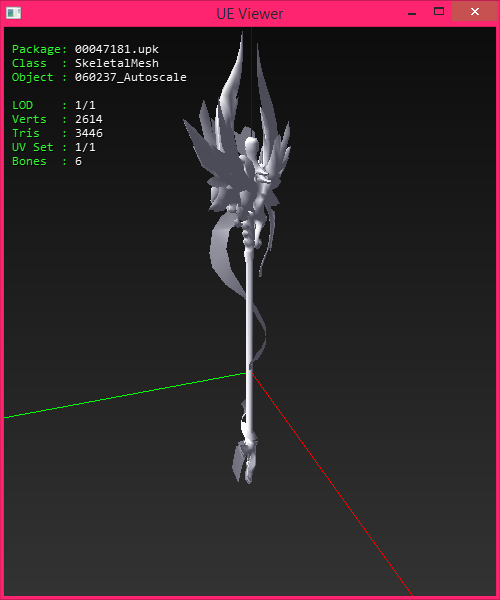 UE Viewer
Package: 00047181.upk
Class : SkeletalMesh
Object : 060237_Autoscale
LOD : 1/1
Verts : 2614
Tris : 3446
UV Set : 1/1
Bones : 6